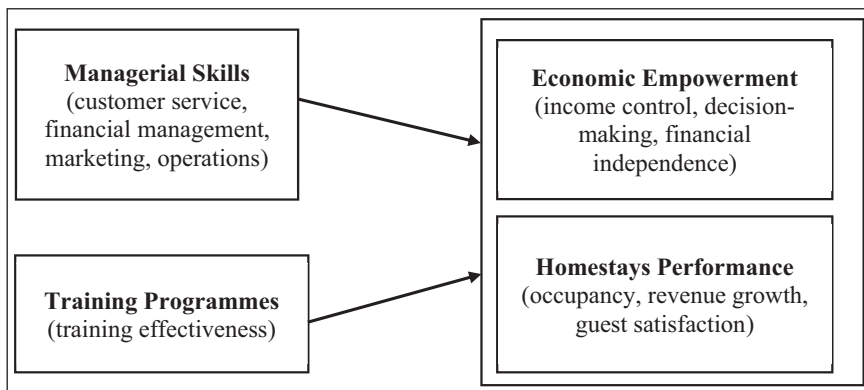 Managerial Skills
(customer service,
financial management,
marketing, operations)
Training Programmes
(training effectiveness)
Economic Empowerment
(income control, decision-
making, financial
independence)
Homestays Performance
(occupancy, revenue growth,
guest satisfaction)